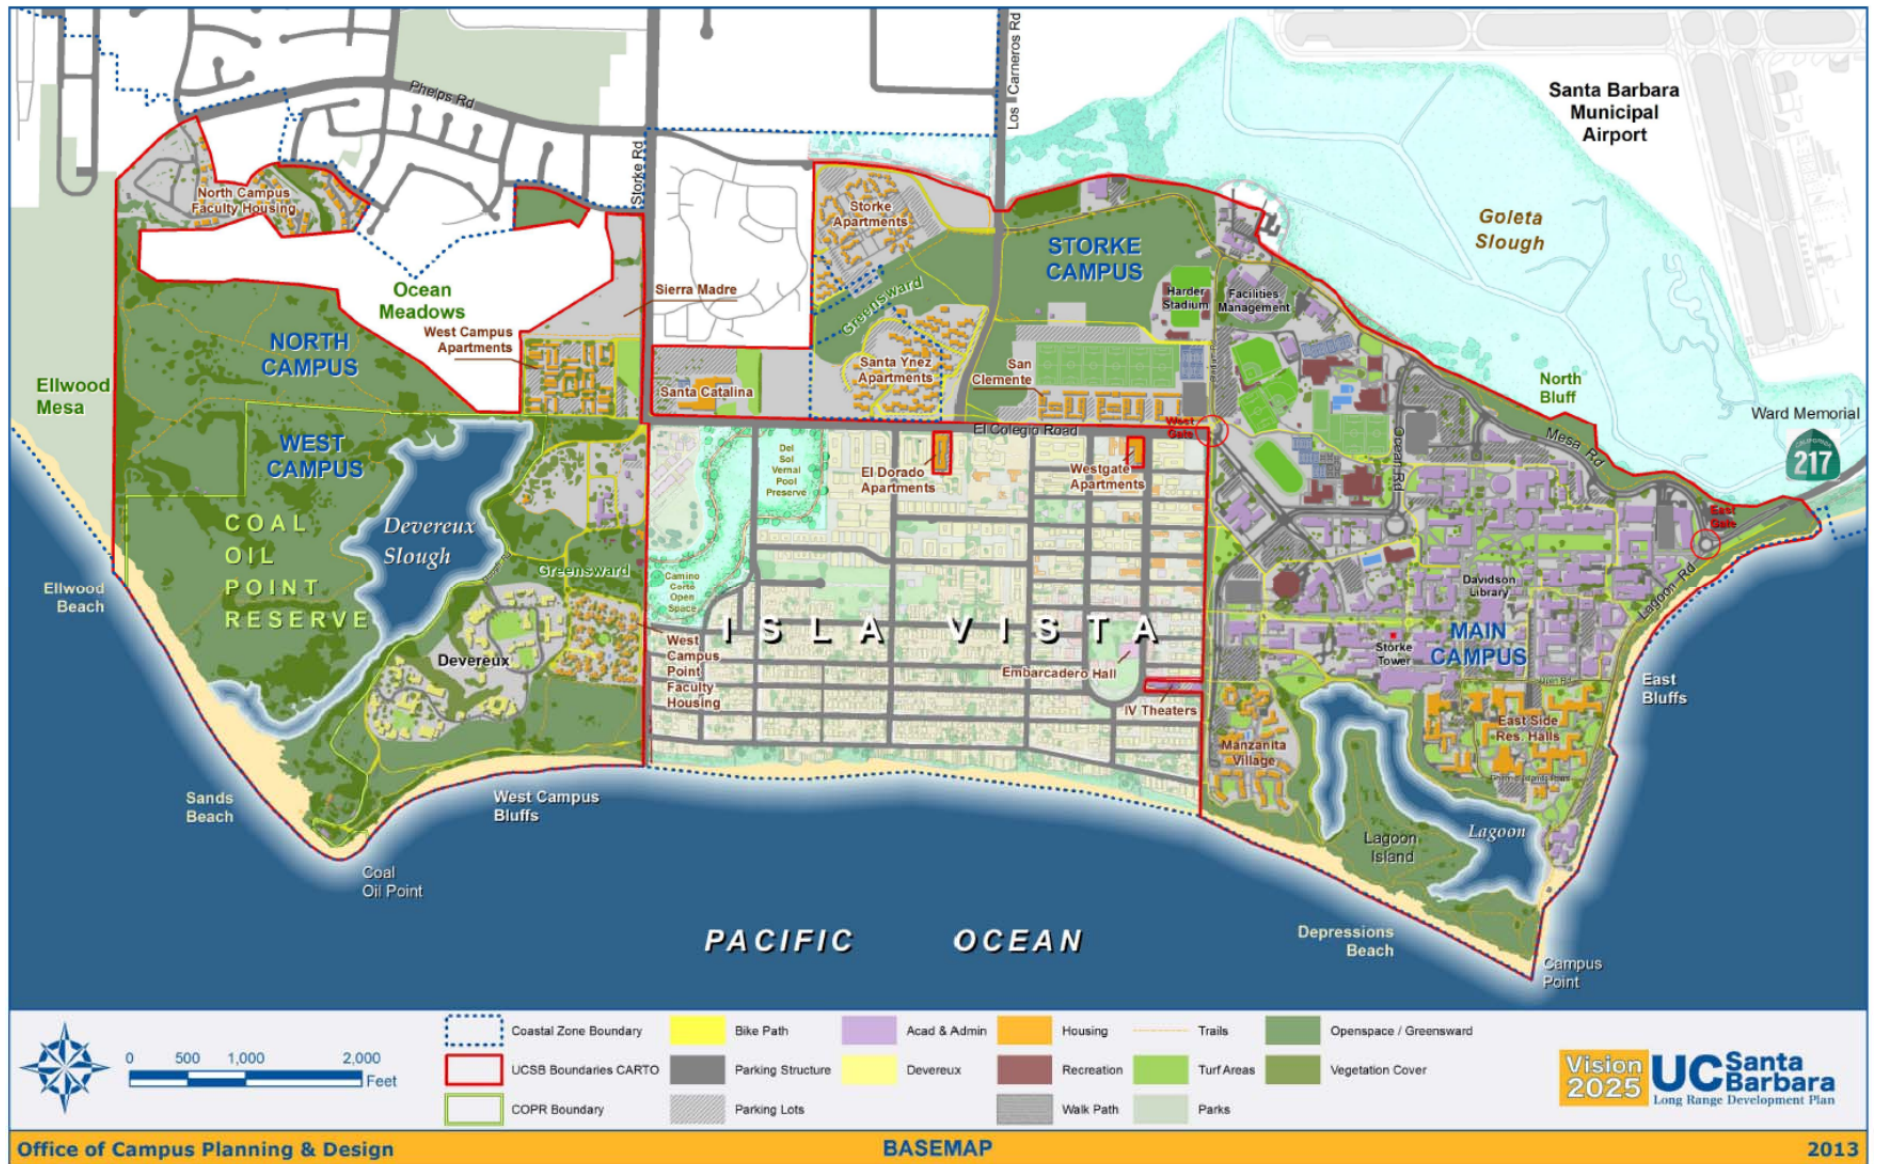 Phelps Rd
Storke Rd
Los Carneros Rd
Santa Barbara
Municipal
Airport
Goleta
Slough
North Campus
Faculty Housing
Storke
Apartments
STORKE
CAMPUS
Ocean
Meadows
Sierra Madre
Greensward
Harder
Stadium
Facilities
Management
West Campus
Apartments
NORTH
CAMPUS
Santa Ynez
Apartments
San
Clemente
Santa Catalina
Ellwood
Mesa
North
Bluff
Ward Memorial
CALIFORNIA
217
West
Gate
El Colegio Road
Mesa Rd
Ocean Rd
WEST
CAMPUS
Del
Sol
Vernal
Pool
Preserve
El Dorado
Apartments
Westgate
Apartments
COAL
OIL
POINT
RESERVE
Devereux
Slough
East
Gate
Greensward
Camino
Corto
Open
Space
Ellwood
Beach
Davidson
Library
Lagoon Rd
ISLA VISTA
MAIN
CAMPUS
Storke
Tower
Devereux
West
Campus
Point
Faculty
Housing
Embarcadero Hall
IV Theaters
East
Bluffs
East Side
Res. Halls
Manzanita
Village
Sands
Beach
West Campus
Bluffs
Lagoon
Island
Lagoon
Coal
Oil Point
PACIFIC OCEAN
Depressions
Beach
Campus
Point
0 500 1,000 2,000
Feet
Coastal Zone Boundary
UCSB Boundaries CARTO
COPR Boundary
Bike Path
Parking Structure
Parking Lots
Acad & Admin
Devereux
Housing
Recreation
Walk Path
Trails
Turf Areas
Parks
Openspace / Greensward
Vegetation Cover
Vision
2025
UC Santa
Barbara
Long Range Development Plan
Office of Campus Planning & Design
BASEMAP
2013